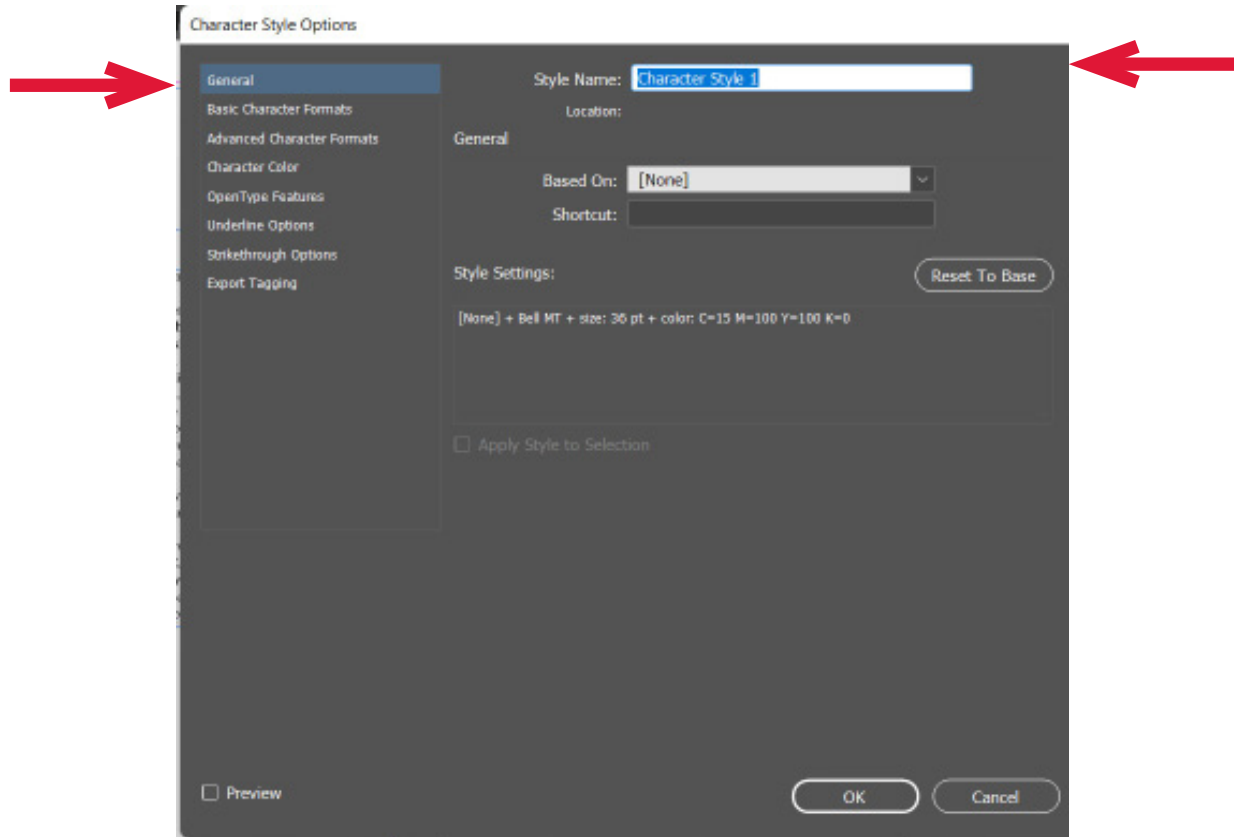 Character Style Options
General
Basic Character Formats
Advanced Character Formats
Character Color
OpenType Features
Underline Options
Strikethrough Options
Export Tagging
Style Name: Character Style 1
Location:
General
Based On: [None]
Shortcut:
Style Settings:
Reset To Base
[None] + Bell MT + size: 36 pt + color: C=15 M=100 Y=100 K=0
Apply Style to Selection
Preview
OK
Cancel